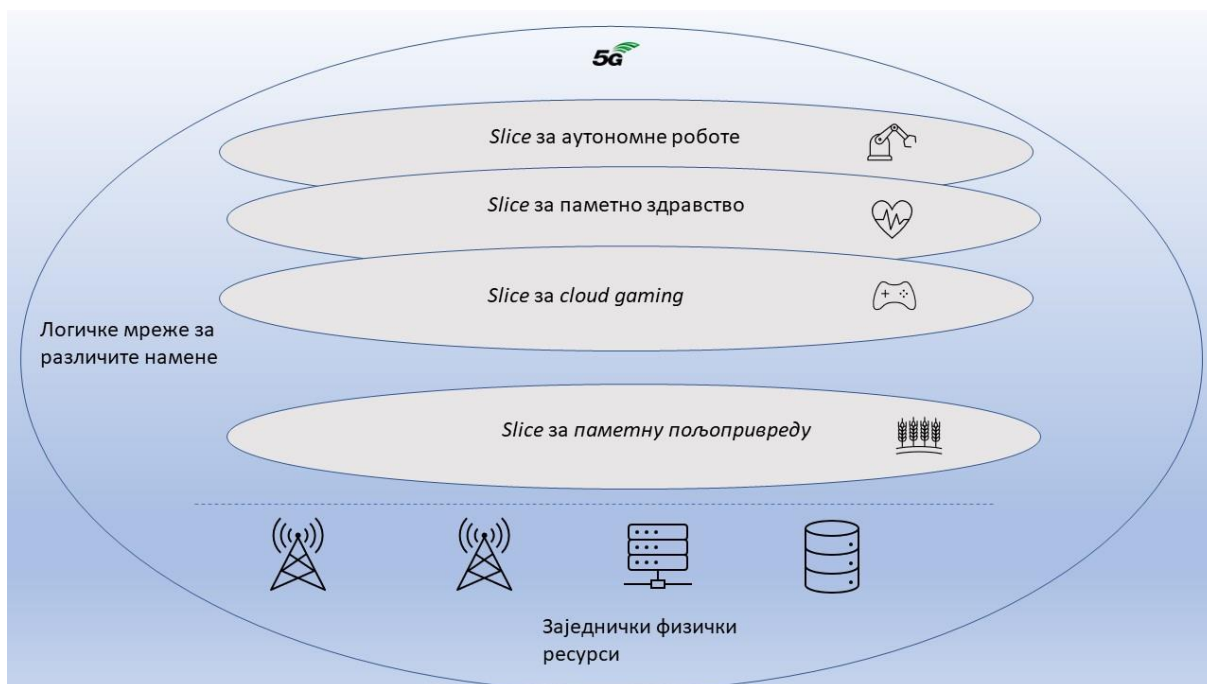 5G
Slice за аутономне роботе
Slice за паметно здравство
Slice за cloud gaming
Логичке мреже за
различите намене
Slice за паметну пољопривреду
Заједнички физички
ресурси